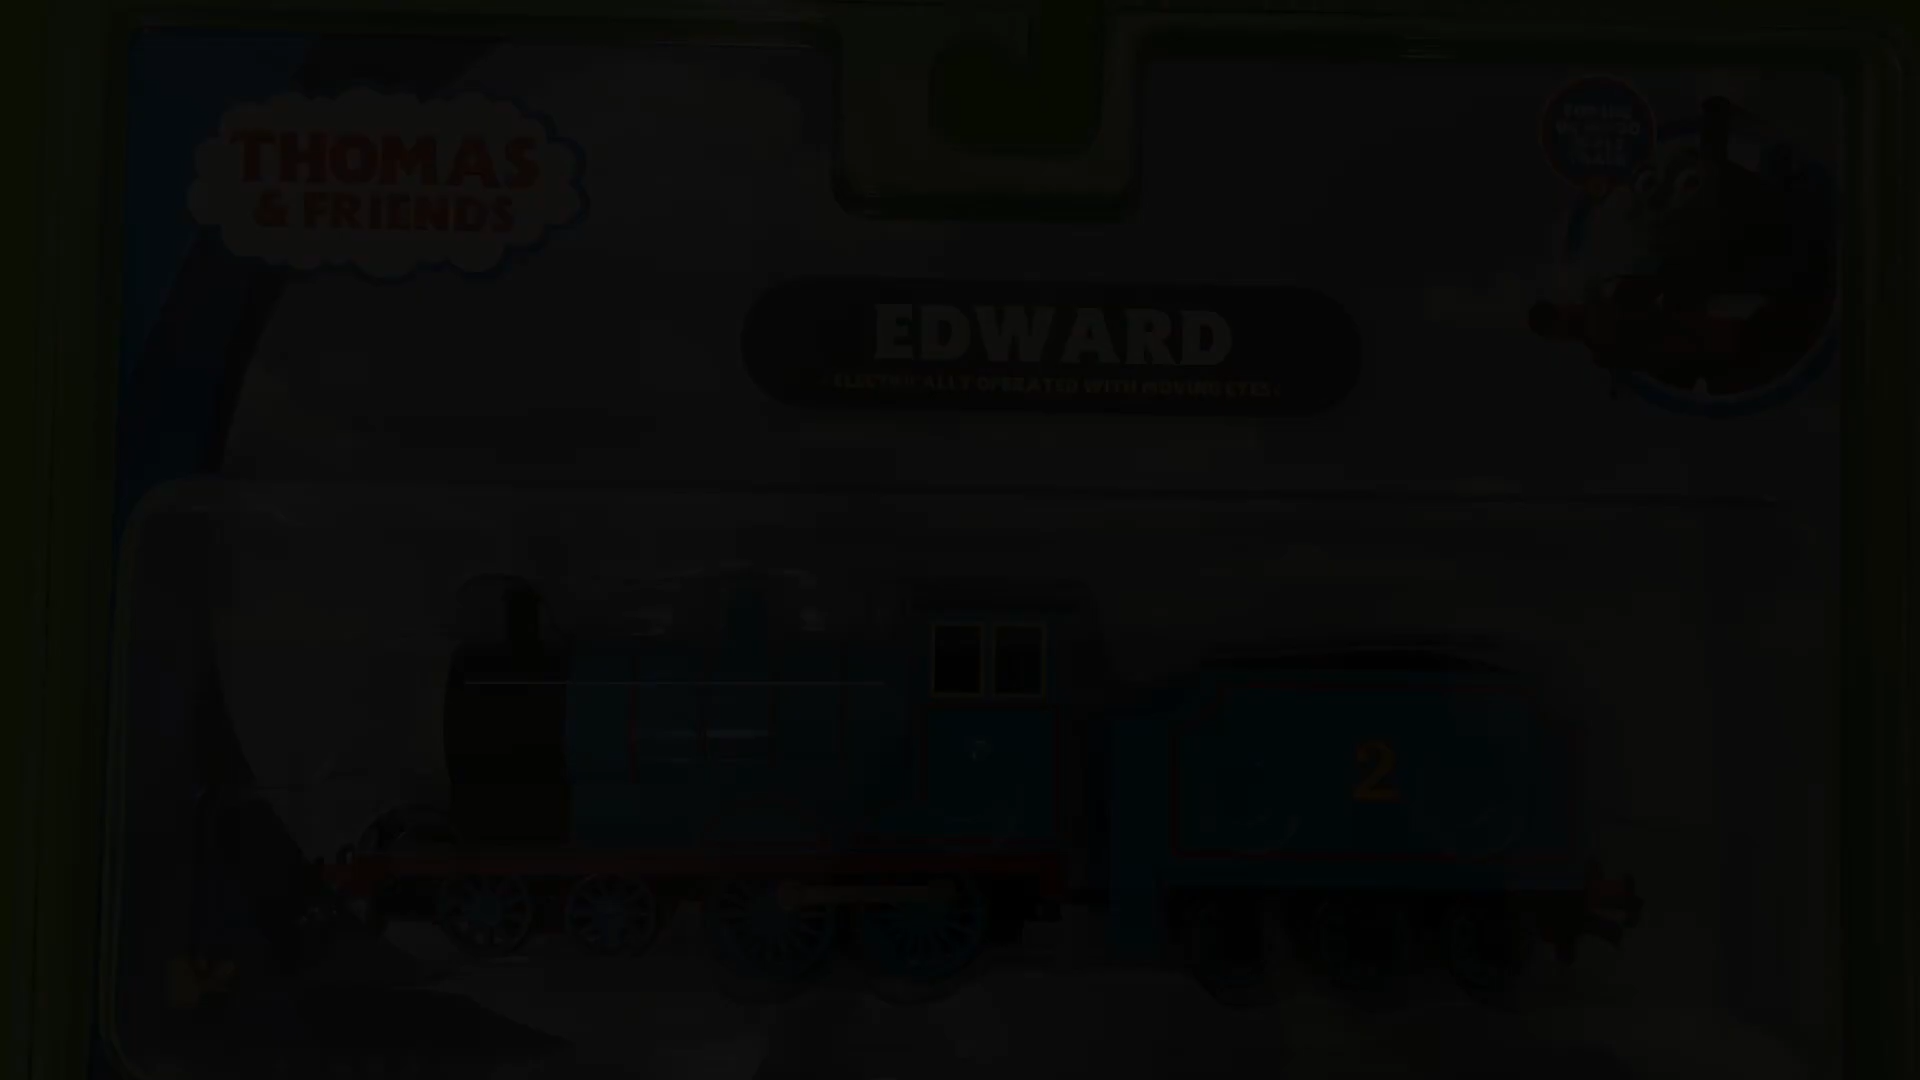 THOMAS
& FRIENDS
EDWARD
• ELECTRICALLY OPERATED WITH MOVING EYES •
2